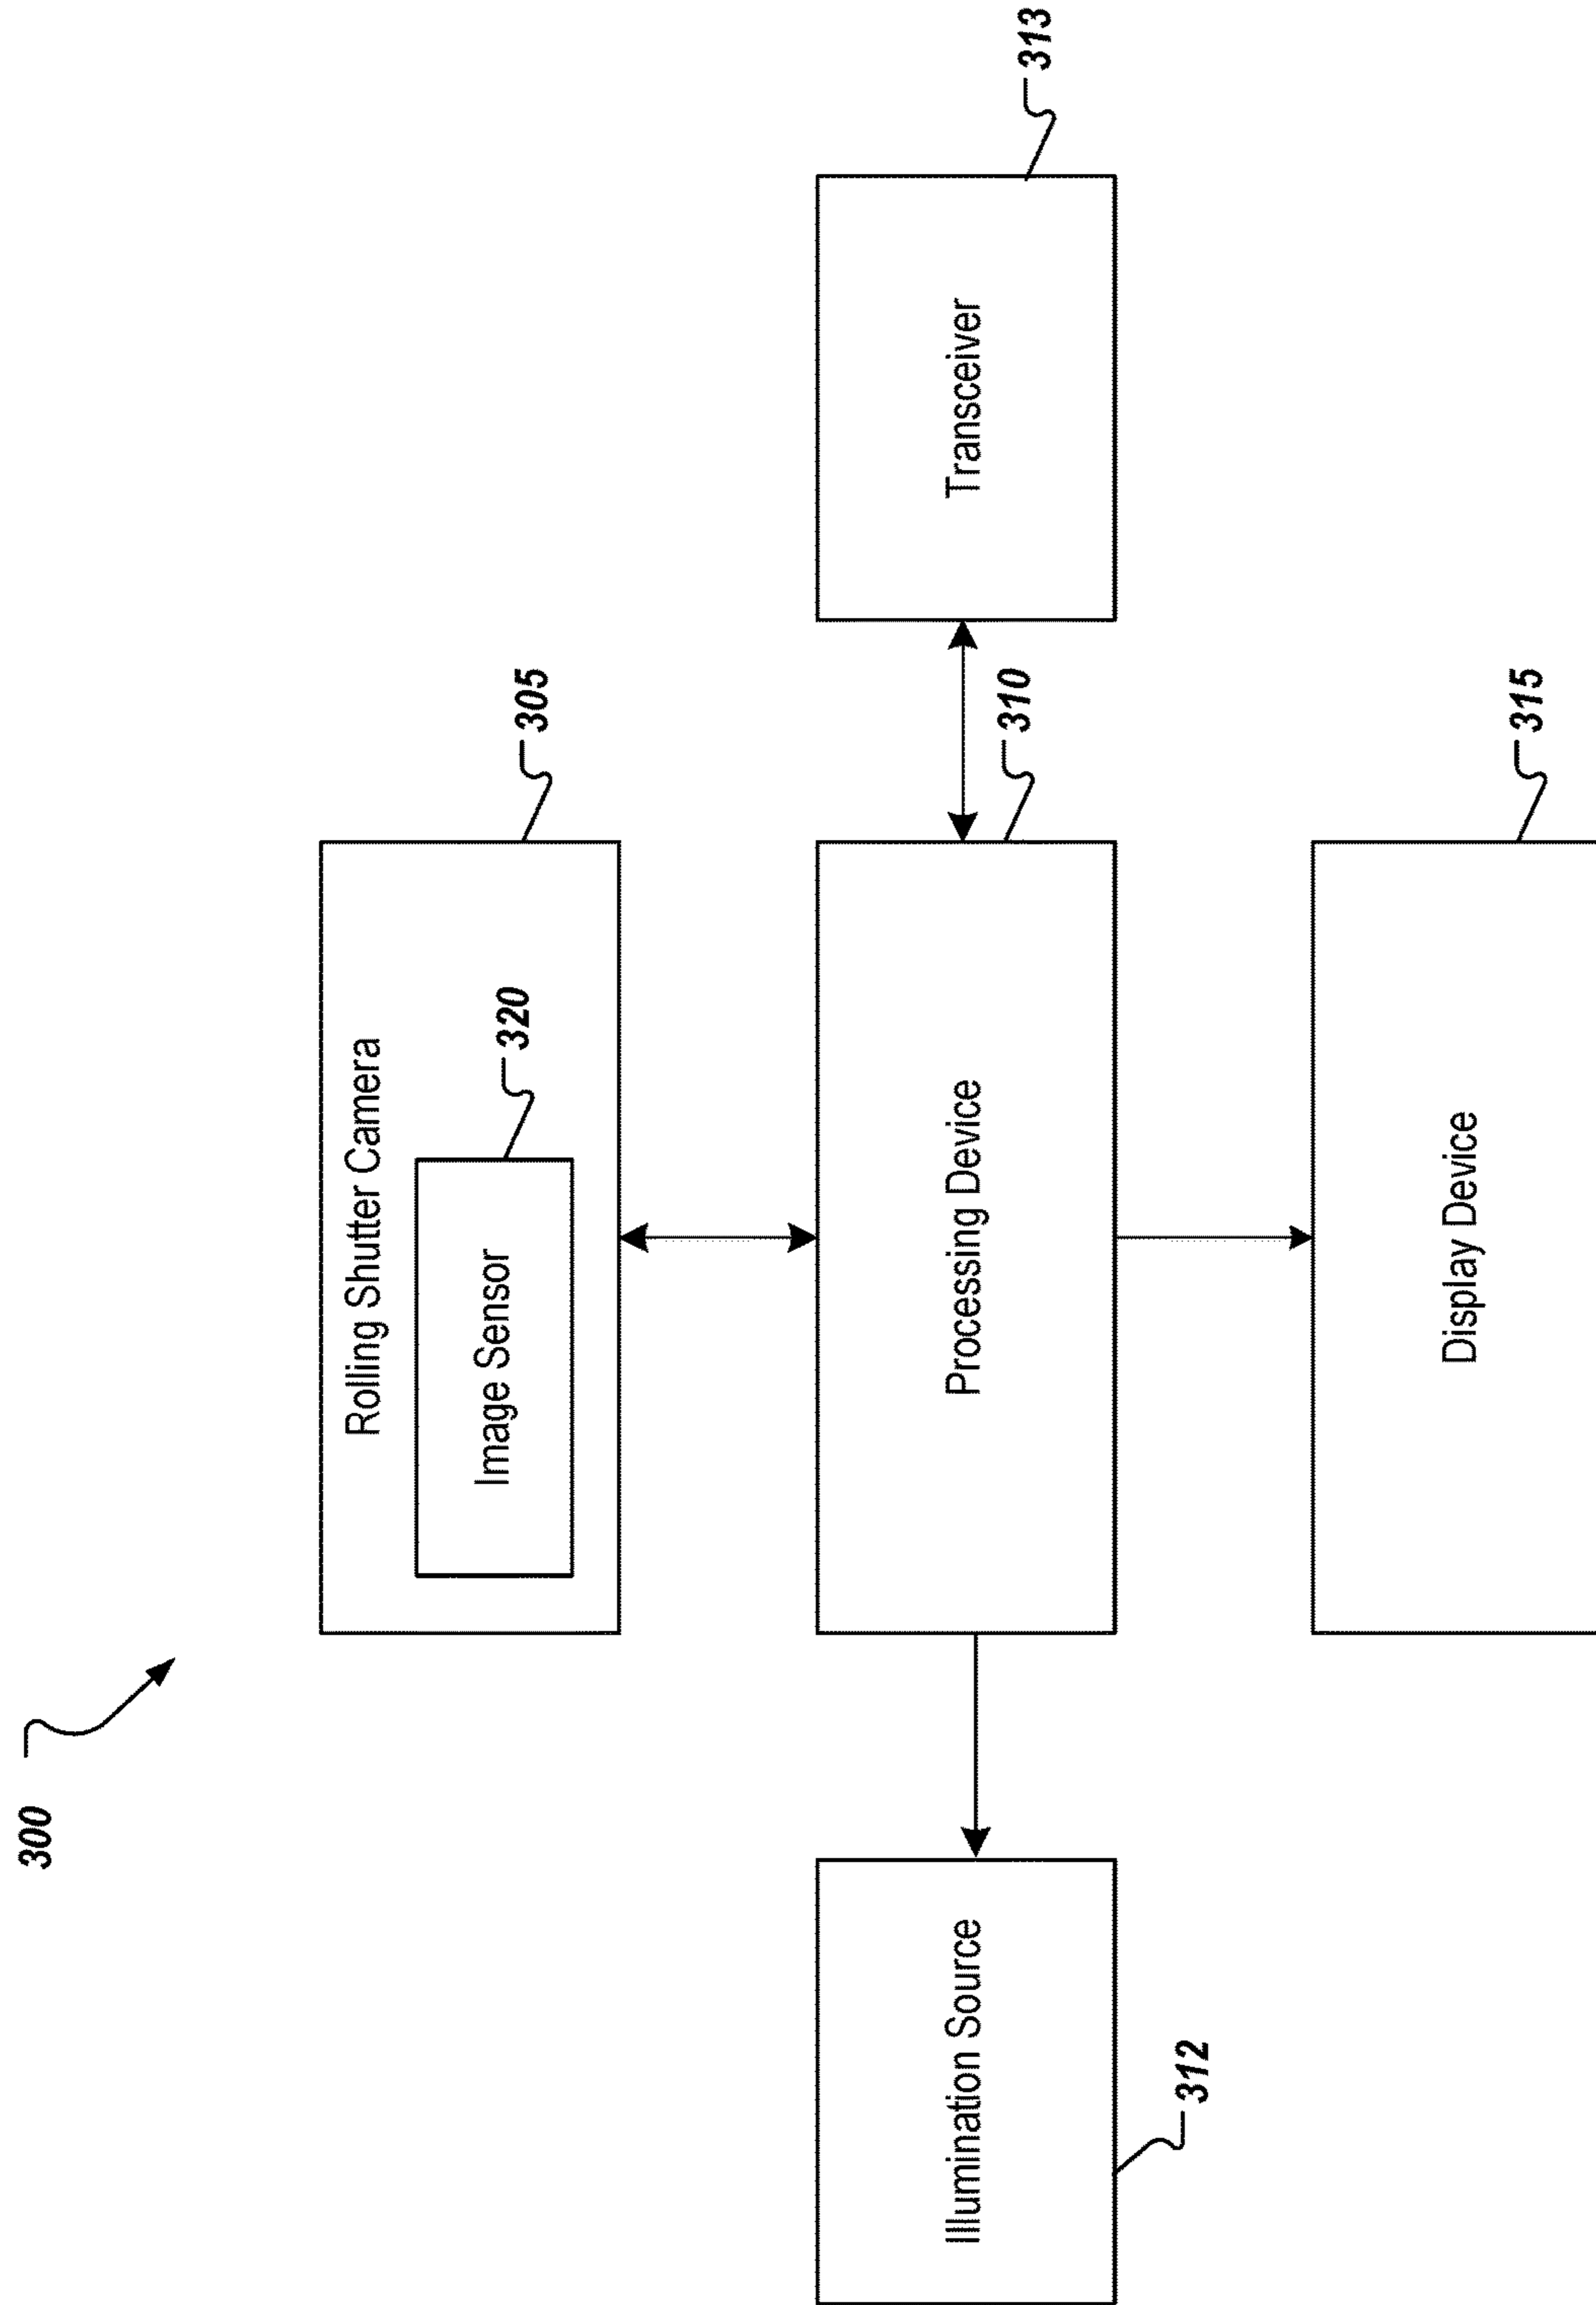 300
Rolling Shutter Camera
305
Image Sensor
320
Illumination Source
312
Processing Device
310
Transceiver
313
Display Device
315